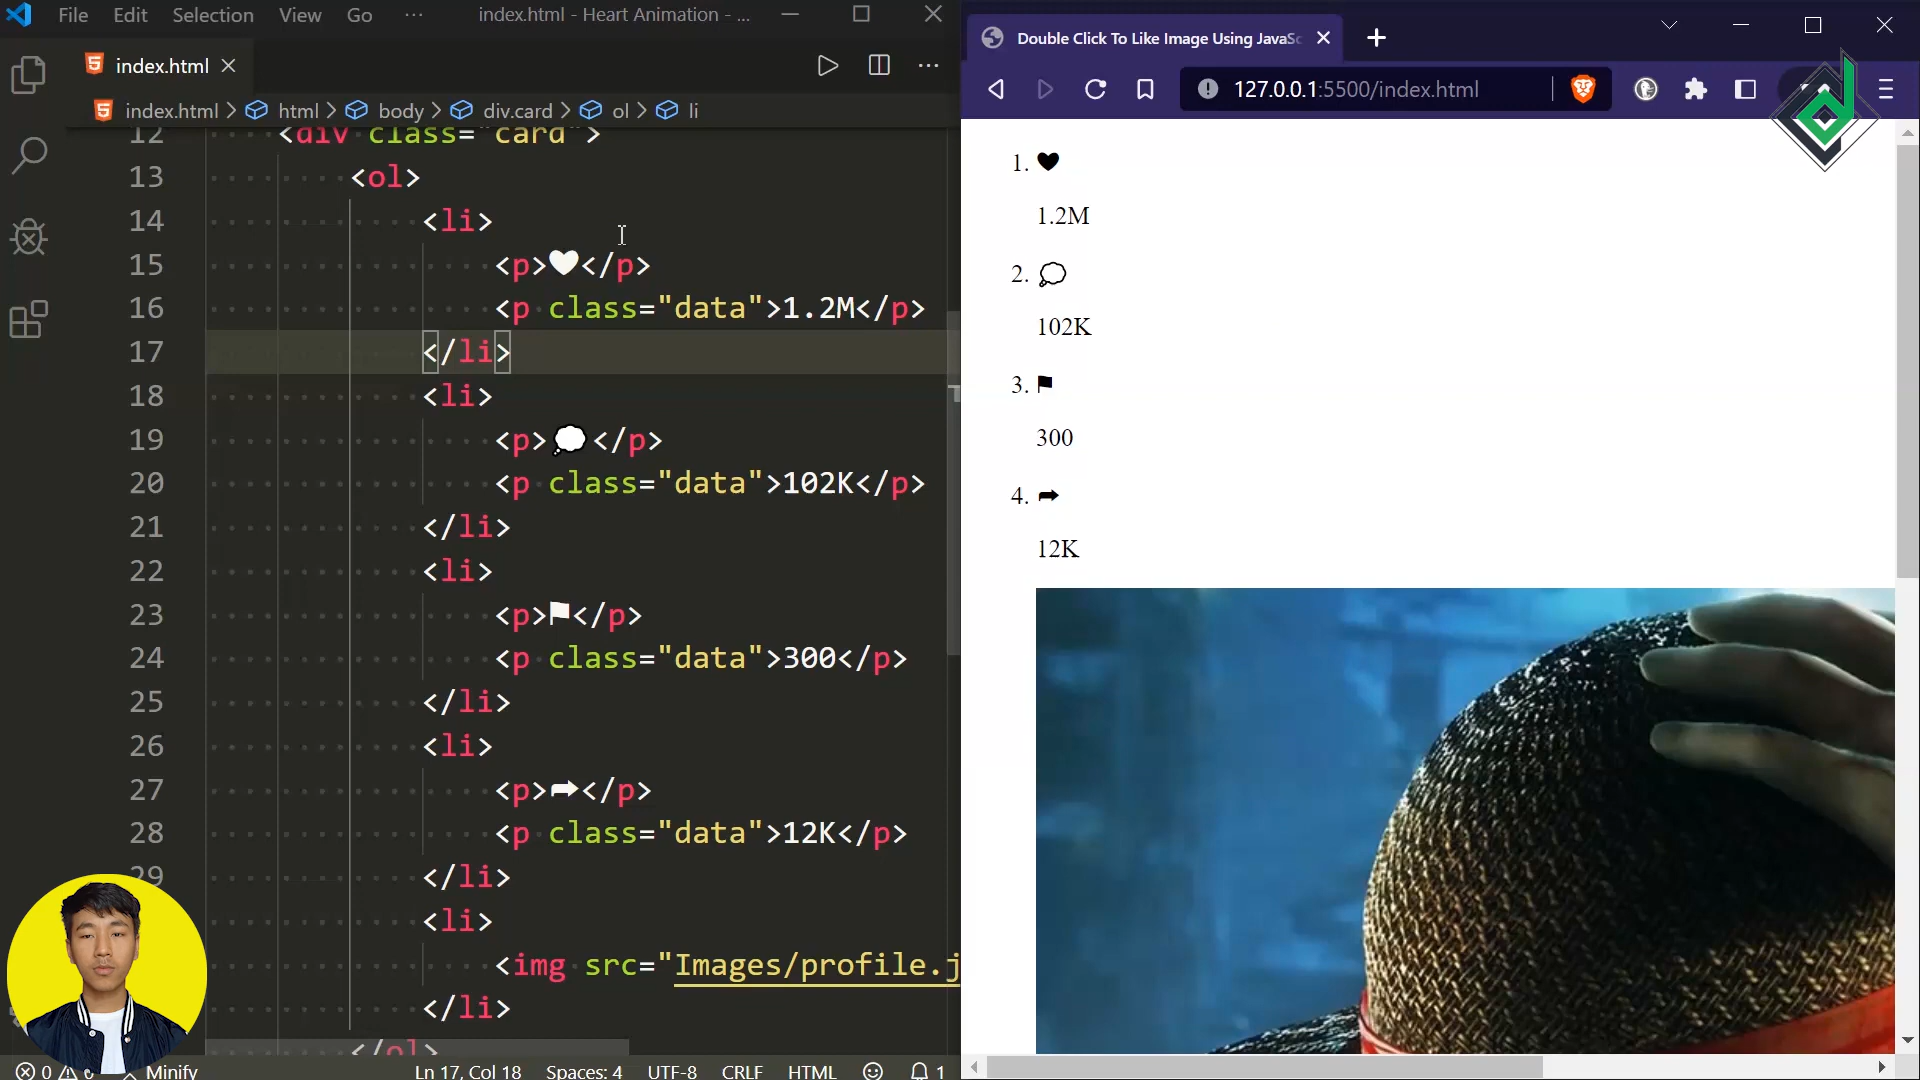 File Edit Selection View Go ··· index.html - Heart Animation - ...
index.html
index.html > html > body > div.card > ol > li
12 <div class="card">
13 <ol>
14 <li>
15 <p>♥</p>
16 <p class="data">1.2M</p>
17 </li>
18 <li>
19 <p>💭</p>
20 <p class="data">102K</p>
21 </li>
22 <li>
23 <p>⚑</p>
24 <p class="data">300</p>
25 </li>
26 <li>
27 <p>➦</p>
28 <p class="data">12K</p>
29 </li>
<li>
<img src="Images/profile.j
</li>
</ol>
0 Minify Ln 17, Col 18 Spaces: 4 UTF-8 CRLF HTML 1
Double Click To Like Image Using JavaSc
127.0.0.1:5500/index.html
1. ♥
1.2M
2. 💭
102K
3. ⚑
300
4. ➦
12K